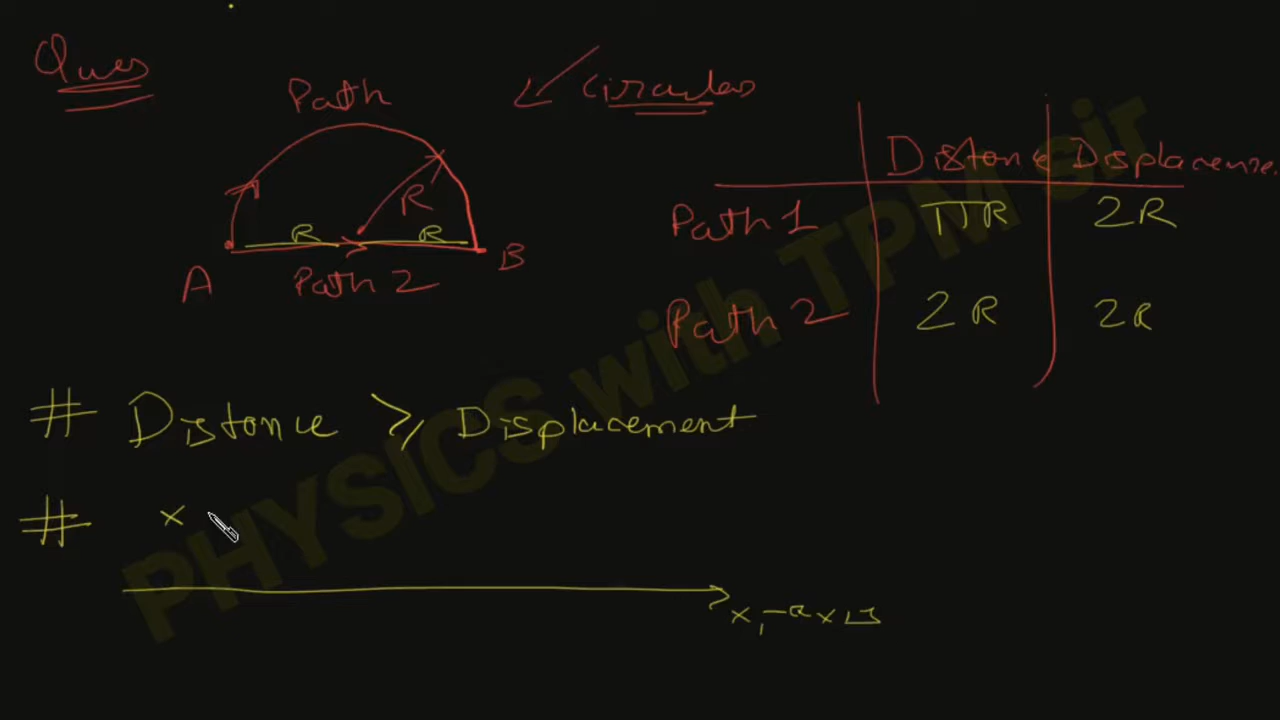 Ques
Path
Circular
Distance Displaceme.
R
Path 1 πR 2R
R R
A B
Path 2
Path 2 2R 2R
# Distance ⩾ Displacement
# x
PHYSICS with TPM sir